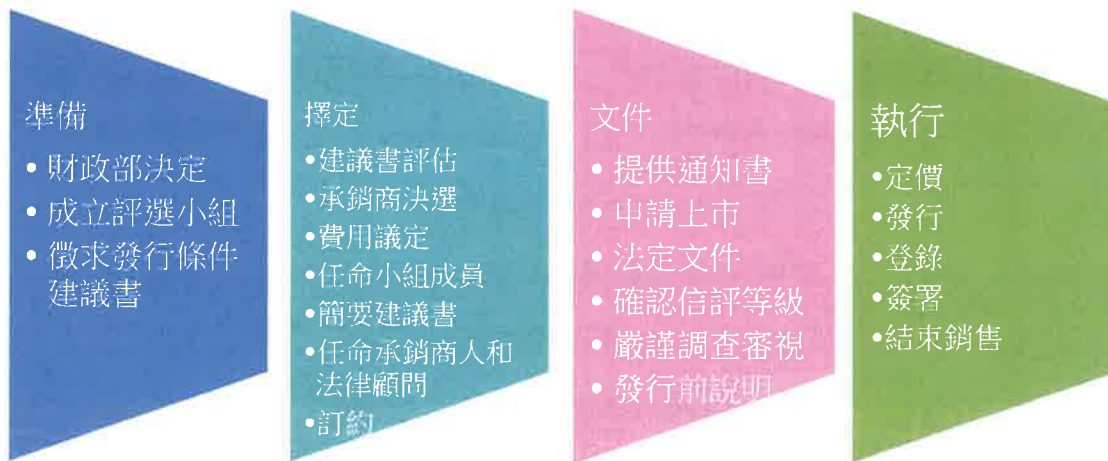 準備
• 財政部決定
• 成立評選小組
• 徵求發行條件
建議書
擇定
•建議書評估
•承銷商決選
•費用議定
•任命小組成員
•簡要建議書
•任命承銷商人和
法律顧問
•訂約
文件
• 提供通知書
• 申請上市
• 法定文件
• 確認信評等級
• 嚴謹調查審視
• 發行前說明
執行
•定價
•發行
•登錄
•簽署
•結束銷售